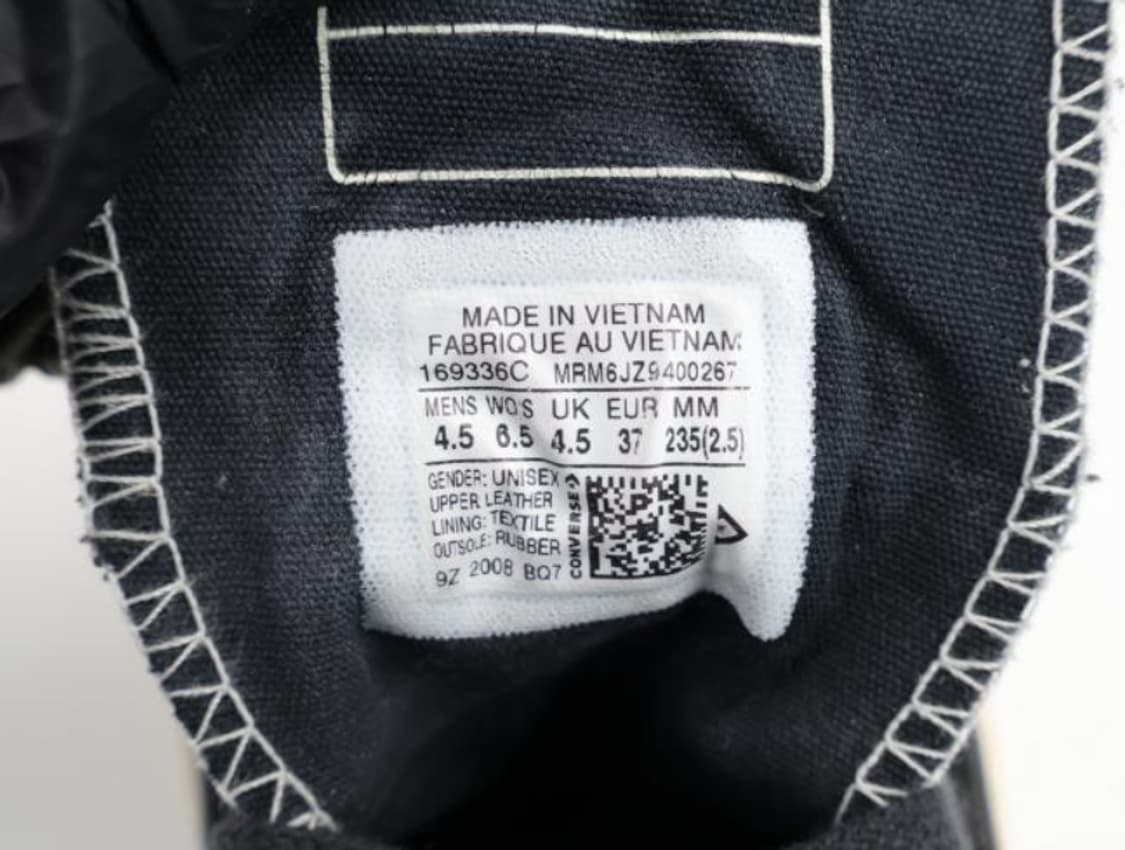 MADE IN VIETNAM
FABRIQUE AU VIETNAM
169336C MRM6JZ9400267
MENS WO'S UK EUR MM
4.5 6.5 4.5 37 235(2.5)
GENDER: UNISEX
UPPER LEATHER
LINING: TEXTILE
OUTSOLE: RUBBER
9Z 2008 BQ7
CONVERSE